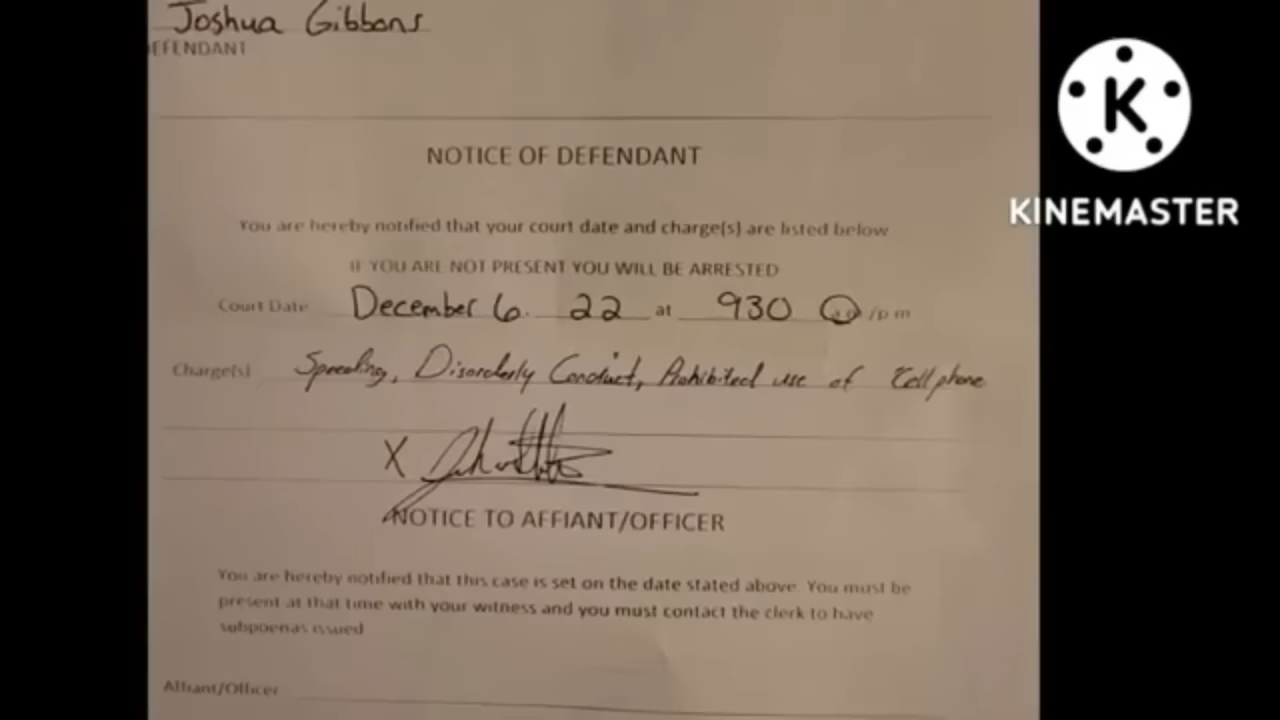 Joshua Gibbons
EFENDANT
K
KINEMASTER
NOTICE OF DEFENDANT
You are hereby notified that your court date and charge(s) are listed below
IF YOU ARE NOT PRESENT YOU WILL BE ARRESTED
Court Date December 6. 22 at 930 /pm
Charge(s) Speeding, Disorderly Conduct, Prohibited use of Cell phone
X
NOTICE TO AFFIANT/OFFICER
You are hereby notified that this case is set on the date stated above. You must be
present at that time with your witness and you must contact the clerk to have
subpoenas issued
Affiant/Officer